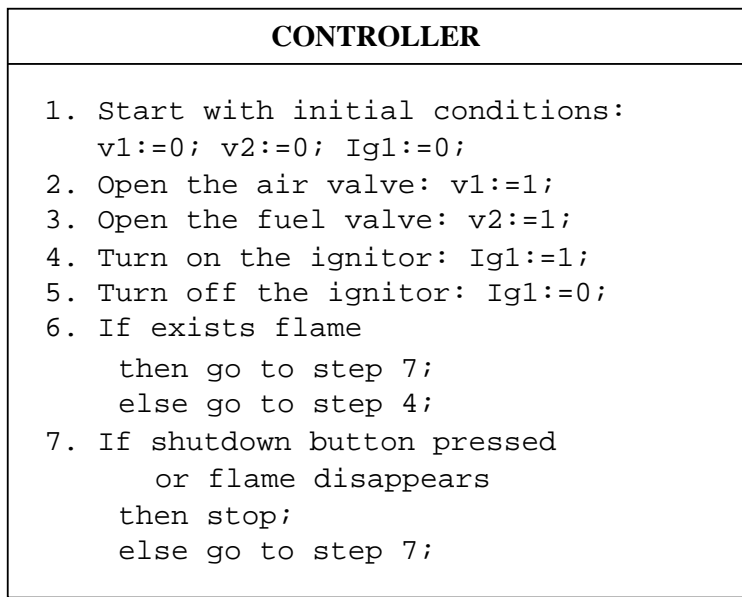 CONTROLLER
1. Start with initial conditions:
v1:=0; v2:=0; Ig1:=0;
2. Open the air valve: v1:=1;
3. Open the fuel valve: v2:=1;
4. Turn on the ignitor: Ig1:=1;
5. Turn off the ignitor: Ig1:=0;
6. If exists flame
then go to step 7;
else go to step 4;
7. If shutdown button pressed
or flame disappears
then stop;
else go to step 7;